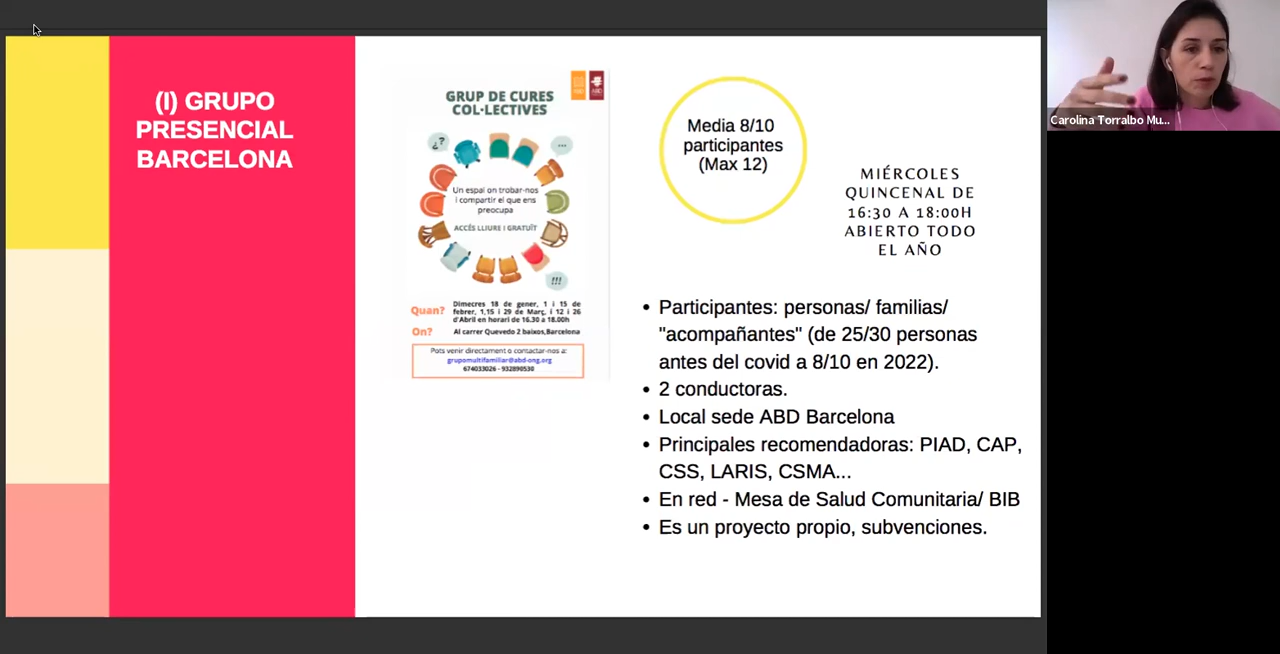 (I) GRUPO
PRESENCIAL
BARCELONA
GRUP DE CURES
COL·LECTIVES
¿?
...
Un espai on trobar-nos
i compartir el que ens
preocupa
ACCÉS LLIURE I GRATUÏT
!!!
Quan?
Dimecres 18 de gener, 1 i 15 de
febrer, 1,15 i 29 de Març, i 12 i 26
d'Abril en horari de 16.30 a 18.00h
On?
Al carrer Quevedo 2 baixos,Barcelona
Pots venir directament o contactar-nos a:
grupomultifamiliar@abd-ong.org
674033026 - 932890530
Media 8/10
participantes
(Max 12)
MIÉRCOLES
QUINCENAL DE
16:30 A 18:00H
ABIERTO TODO
EL AÑO
• Participantes: personas/ familias/
"acompañantes" (de 25/30 personas
antes del covid a 8/10 en 2022).
• 2 conductoras.
• Local sede ABD Barcelona
• Principales recomendadoras: PIAD, CAP,
CSS, LARIS, CSMA...
• En red - Mesa de Salud Comunitaria/ BIB
• Es un proyecto propio, subvenciones.
Carolina Torralbo Mu...